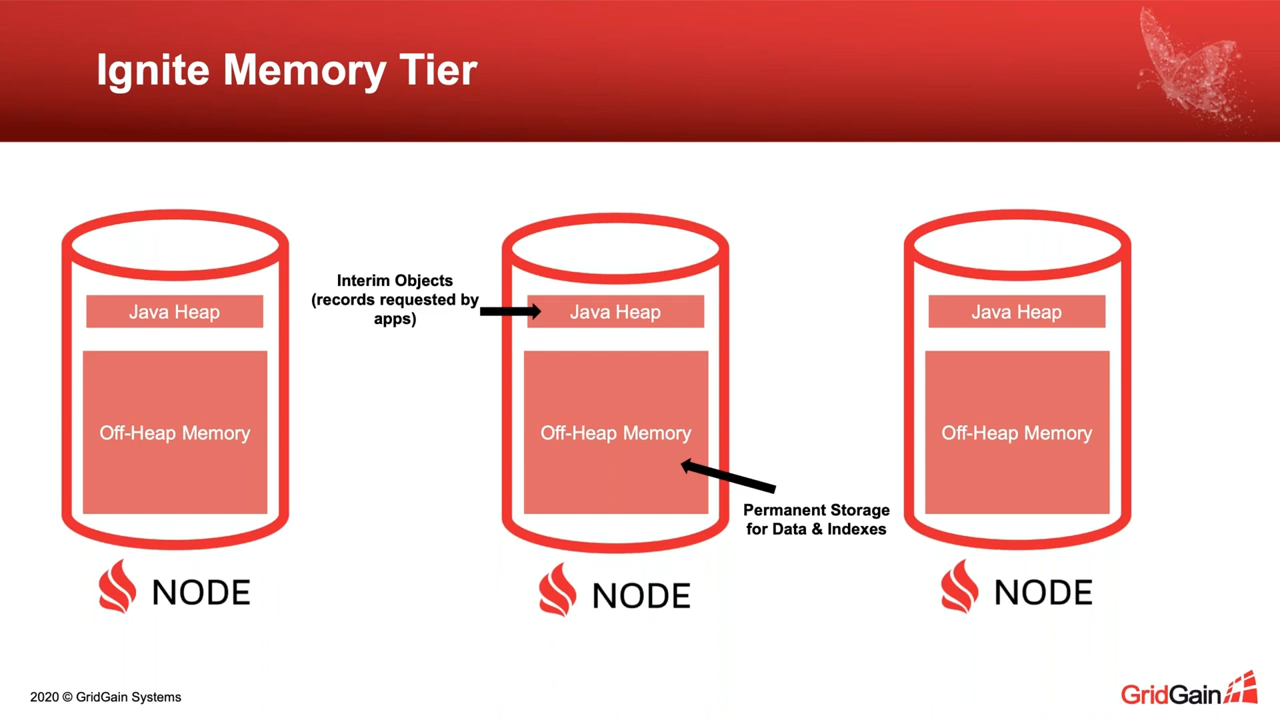 Ignite Memory Tier
Interim Objects
(records requested by
apps)
Java Heap
Java Heap
Java Heap
Off-Heap Memory
Off-Heap Memory
Off-Heap Memory
Permanent Storage
for Data & Indexes
NODE
NODE
NODE
2020 © GridGain Systems
GridGain